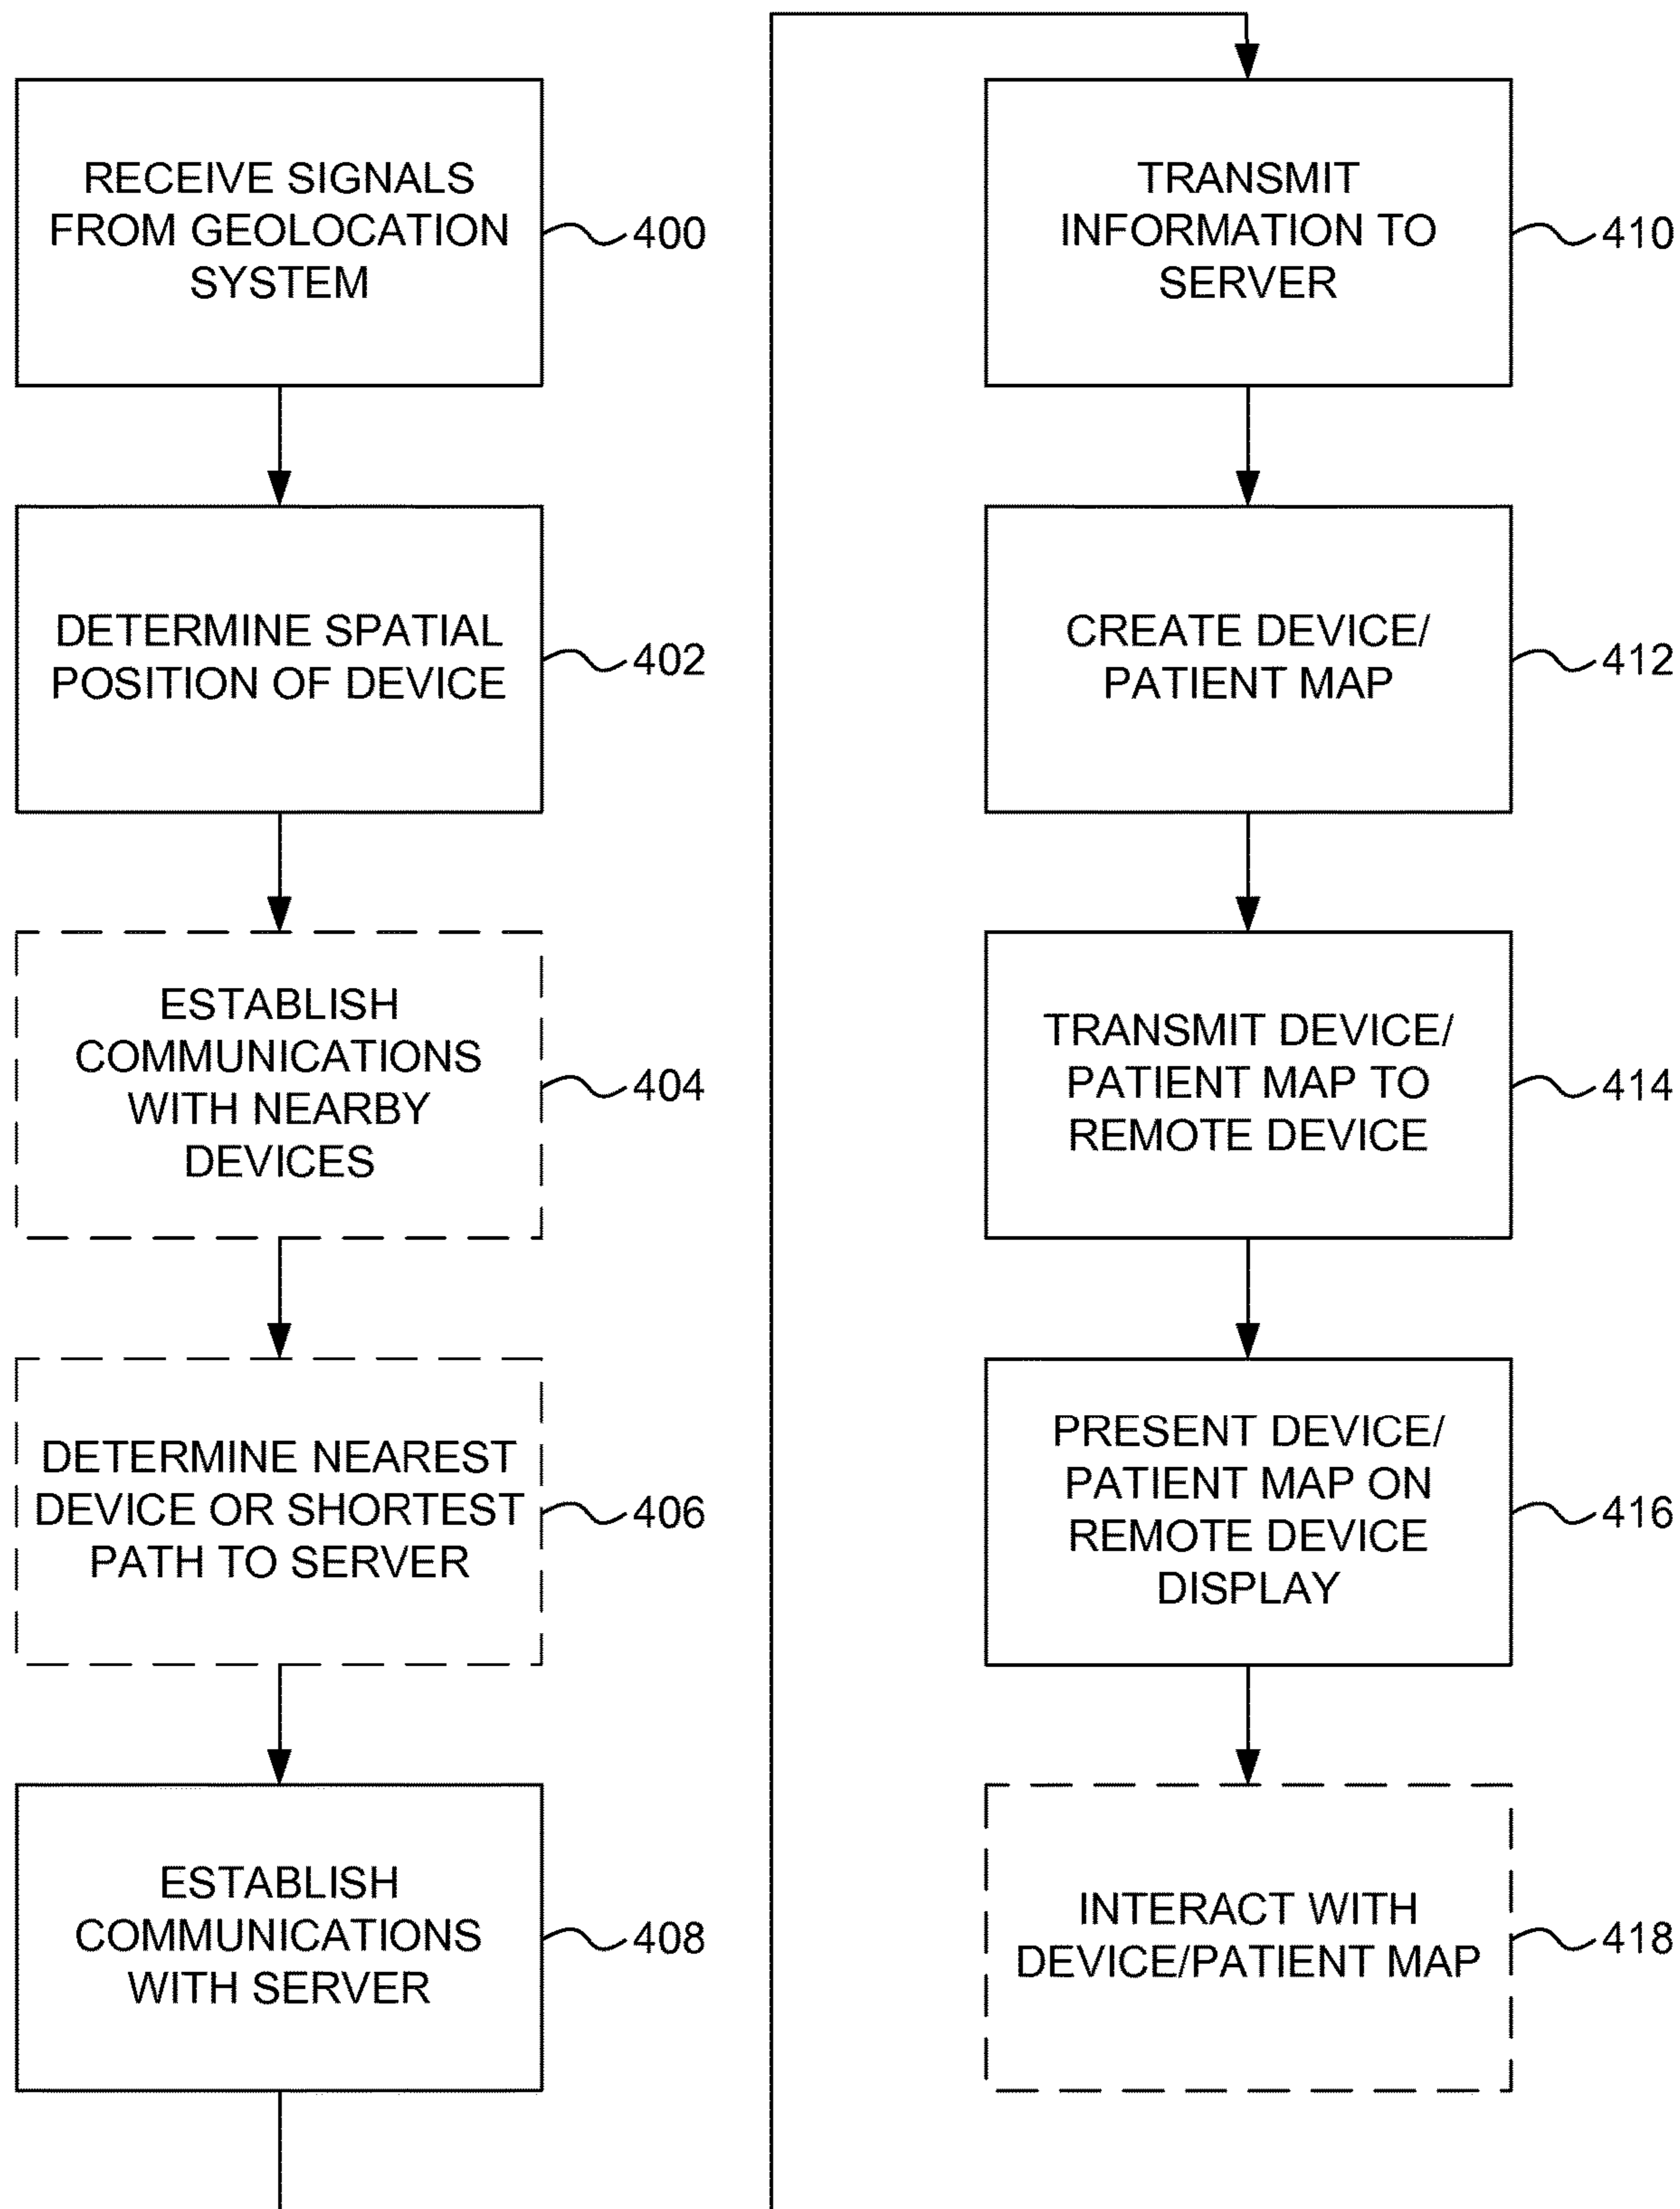 RECEIVE SIGNALS
FROM GEOLOCATION
SYSTEM
400
DETERMINE SPATIAL
POSITION OF DEVICE
402
ESTABLISH
COMMUNICATIONS
WITH NEARBY
DEVICES
404
DETERMINE NEAREST
DEVICE OR SHORTEST
PATH TO SERVER
406
ESTABLISH
COMMUNICATIONS
WITH SERVER
408
TRANSMIT
INFORMATION TO
SERVER
410
CREATE DEVICE/
PATIENT MAP
412
TRANSMIT DEVICE/
PATIENT MAP TO
REMOTE DEVICE
414
PRESENT DEVICE/
PATIENT MAP ON
REMOTE DEVICE
DISPLAY
416
INTERACT WITH
DEVICE/PATIENT MAP
418